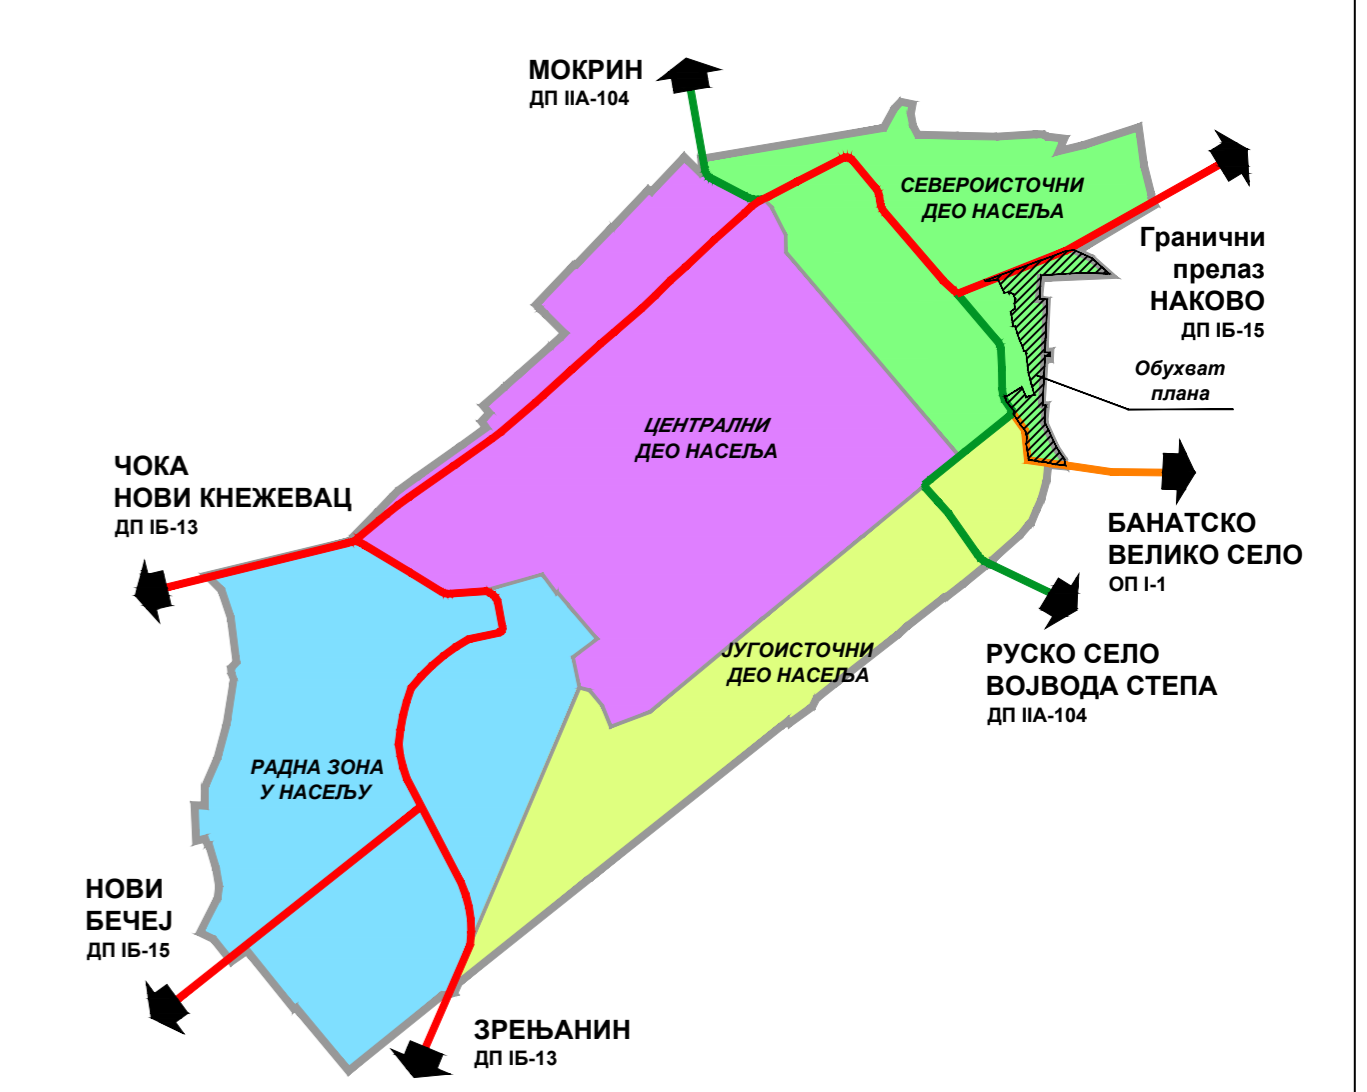 МОКРИН
ДП IIА-104
СЕВЕРОИСТОЧНИ
ДЕО НАСЕЉА
Гранични
прелаз
НАКОВО
ДП IБ-15
Обухват
плана
ЦЕНТРАЛНИ
ДЕО НАСЕЉА
ЧОКА
НОВИ КНЕЖЕВАЦ
ДП IБ-13
БАНАТСКО
ВЕЛИКО СЕЛО
ОП I-1
ЈУГОИСТОЧНИ
ДЕО НАСЕЉА
РУСКО СЕЛО
ВОЈВОДА СТЕПА
ДП IIА-104
РАДНА ЗОНА
У НАСЕЉУ
НОВИ
БЕЧЕЈ
ДП IБ-15
ЗРЕЊАНИН
ДП IБ-13